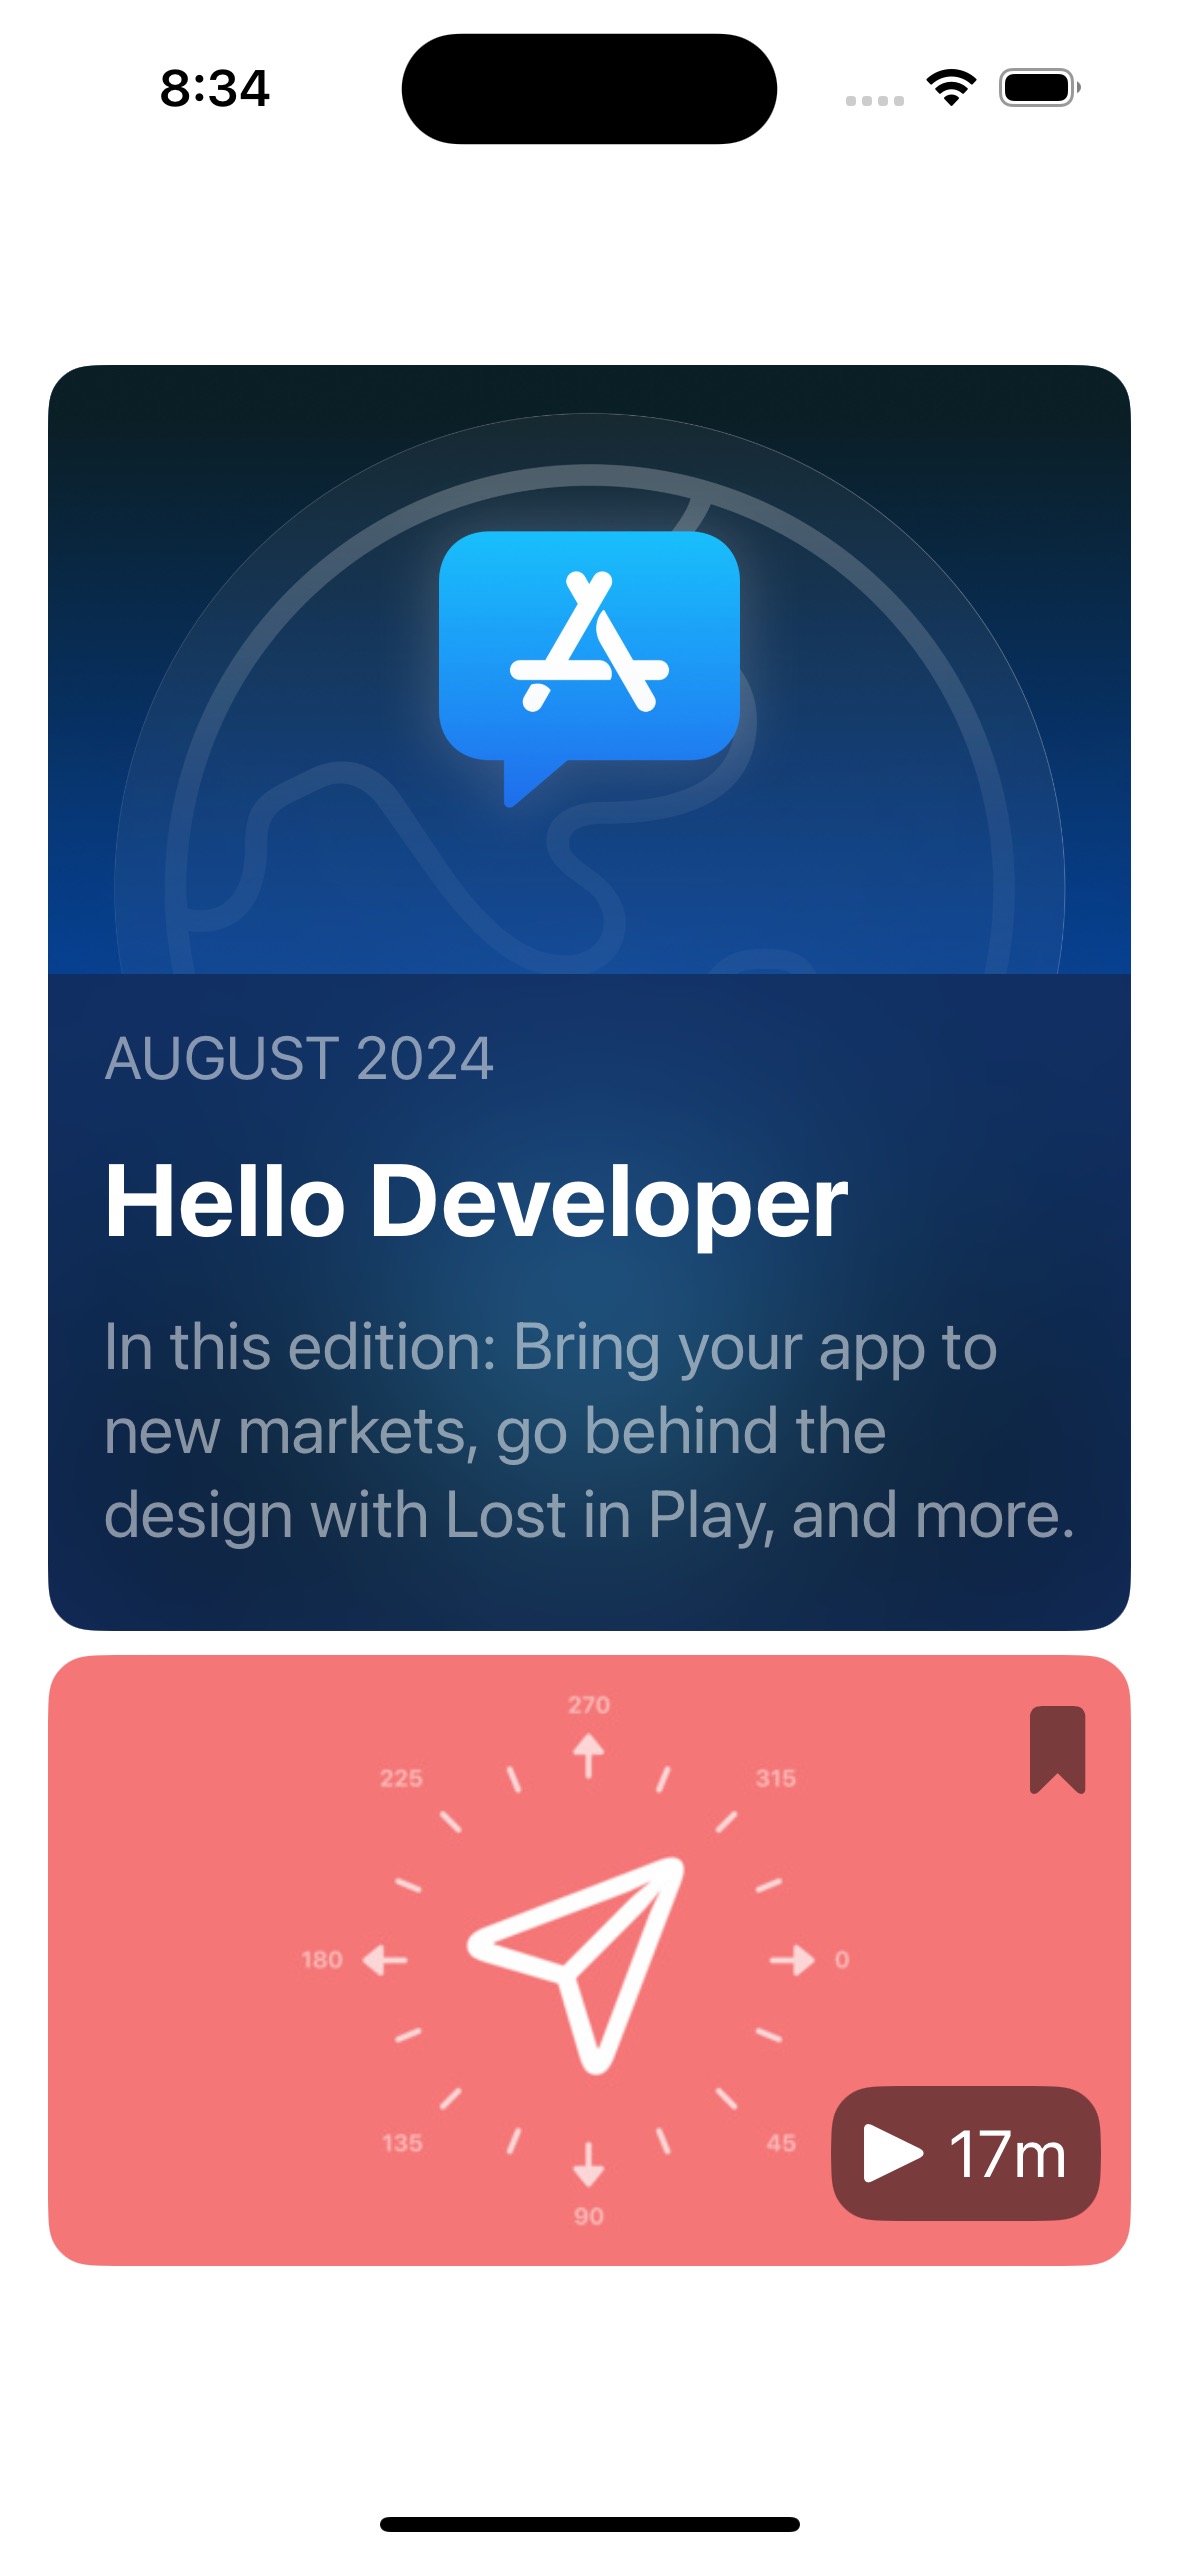 8:34
AUGUST 2024
Hello Developer
In this edition: Bring your app to
new markets, go behind the
design with Lost in Play, and more.
270
225
315
180
0
135
45
90
17m